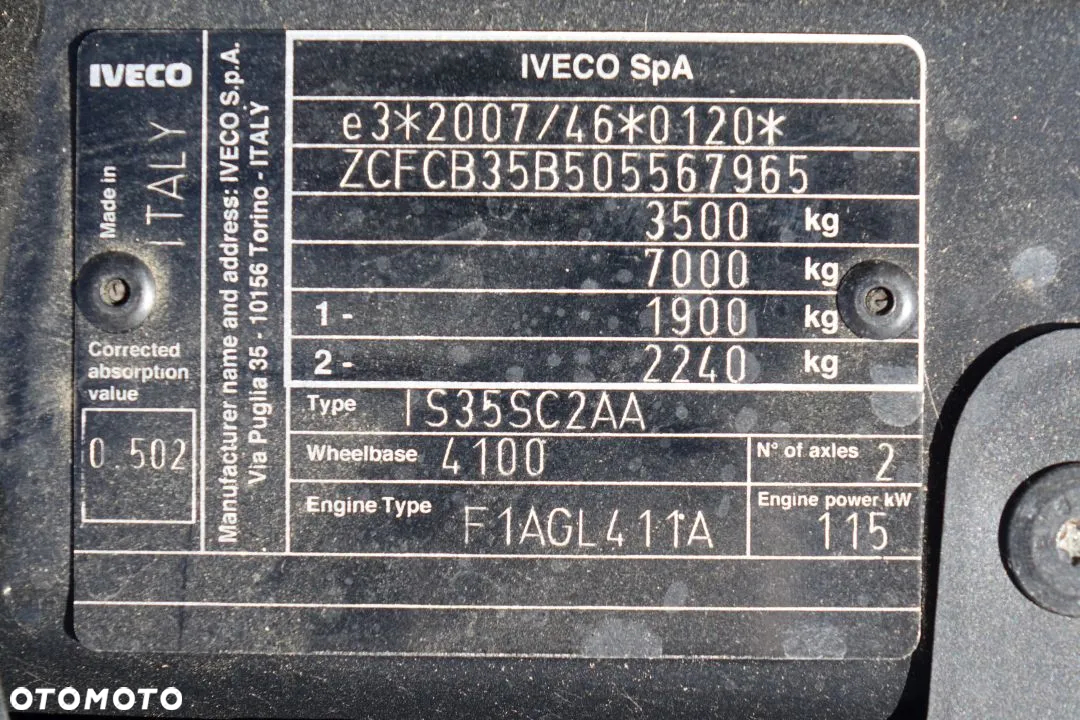 IVECO
Made in
ITALY
Corrected
absorption
value
0.502
Manufacturer name and address: IVECO S.p.A.
Via Puglia 35 - 10156 Torino - ITALY
IVECO SpA
e3*2007/46*0120*
ZCFCB35B505567965
3500 kg
7000 kg
1 - 1900 kg
2 - 2240 kg
Type IS35SC2AA
Wheelbase 4100 N° of axles 2
Engine Type F1AGL411A Engine power kW 115
OTOMOTO